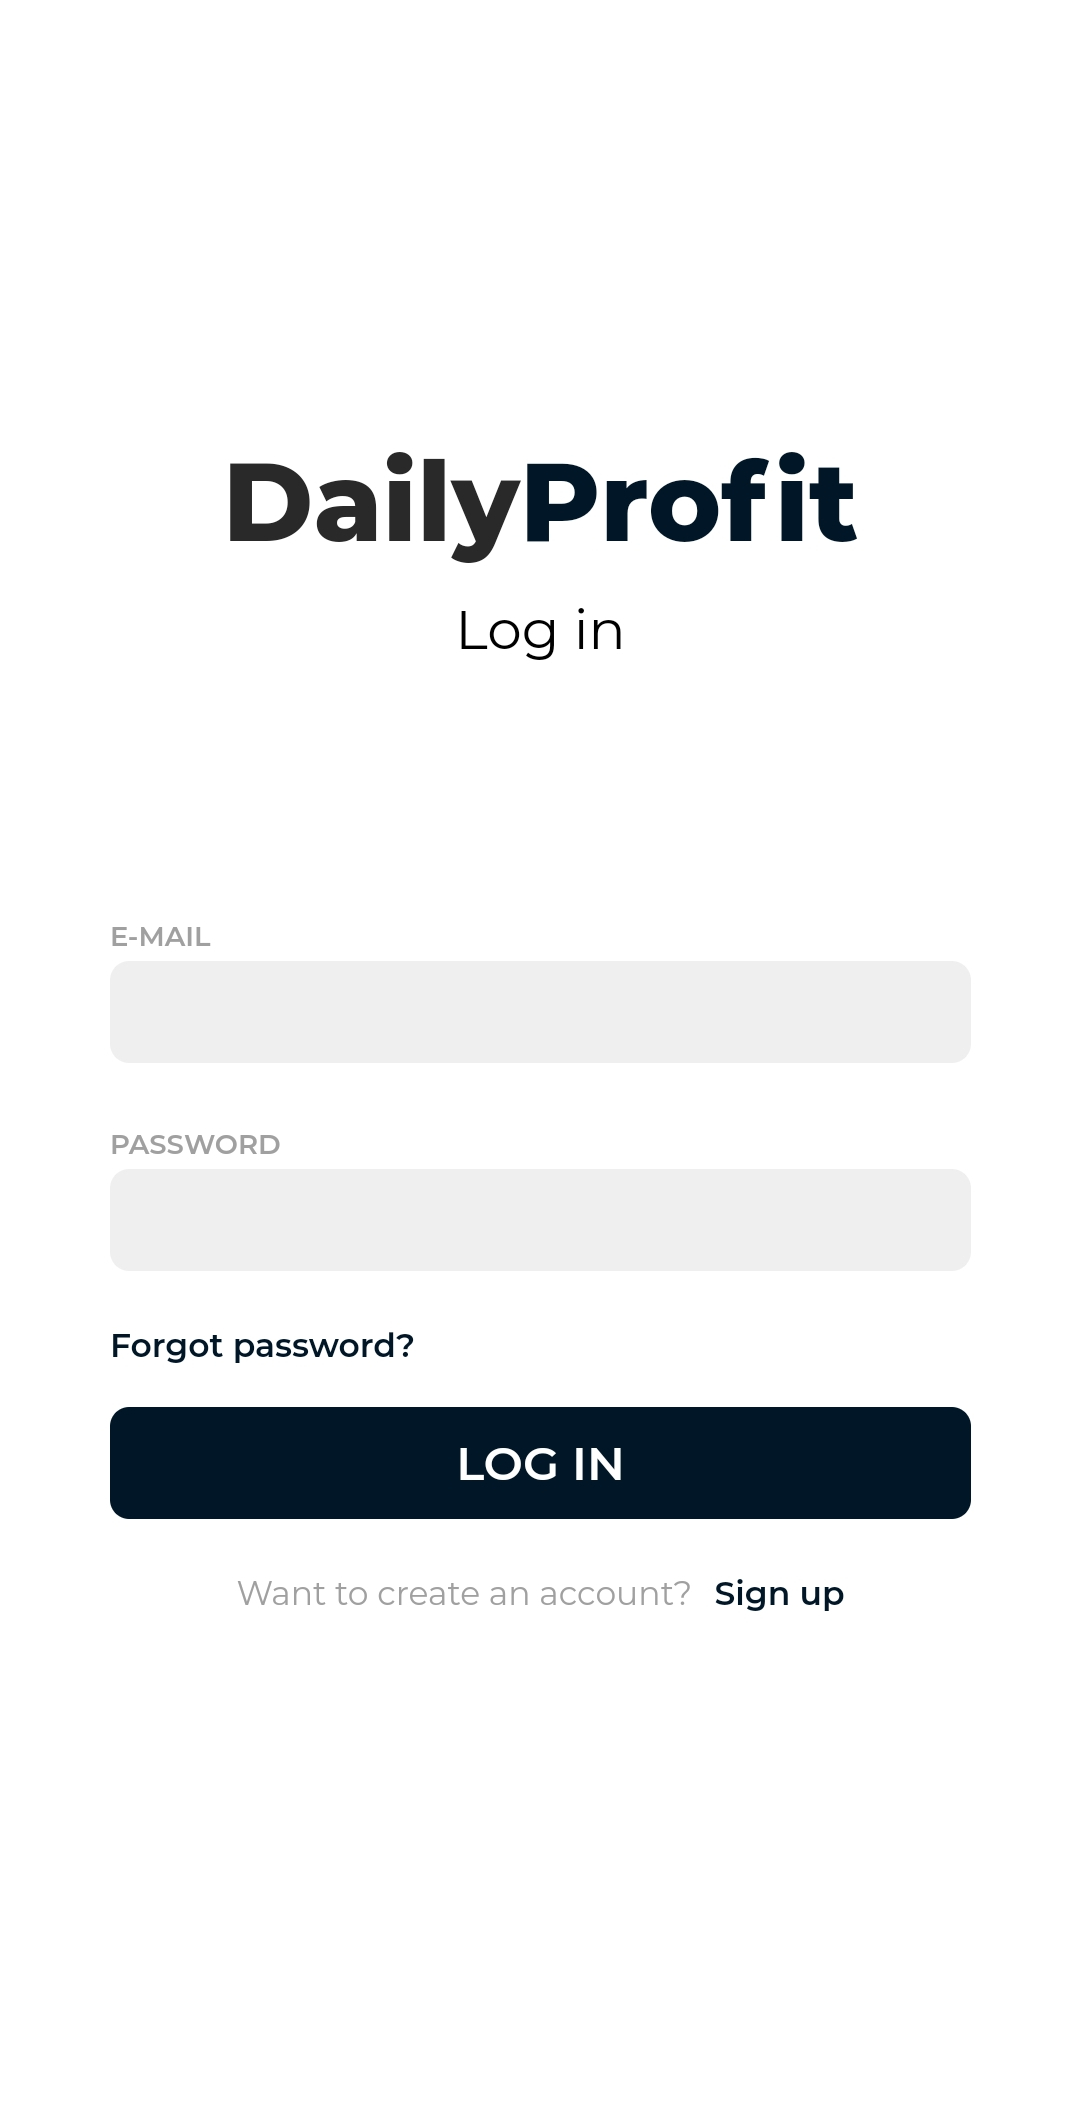 DailyProfit
Log in
E-MAIL
PASSWORD
Forgot password?
LOG IN
Want to create an account? Sign up